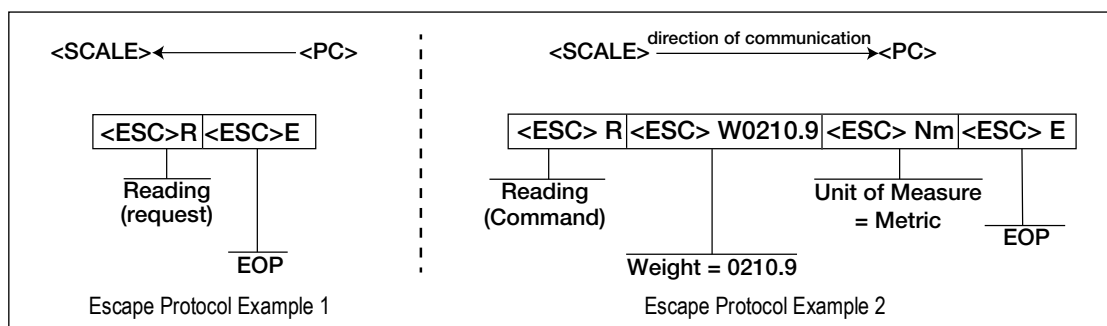 <SCALE> <PC>
<ESC>R <ESC>E
Reading
(request)
EOP
Escape Protocol Example 1
direction of communication
<SCALE> <PC>
<ESC> R <ESC> W0210.9 <ESC> Nm <ESC> E
Reading
(Command)
Unit of Measure
= Metric
EOP
Weight = 0210.9
Escape Protocol Example 2